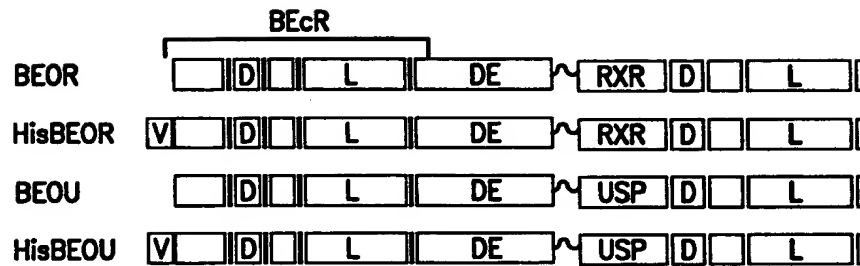 BEcR
BEOR D L DE RXR D L
HisBEOR V D L DE RXR D L
BEOU D L DE USP D L
HisBEOU V D L DE USP D L